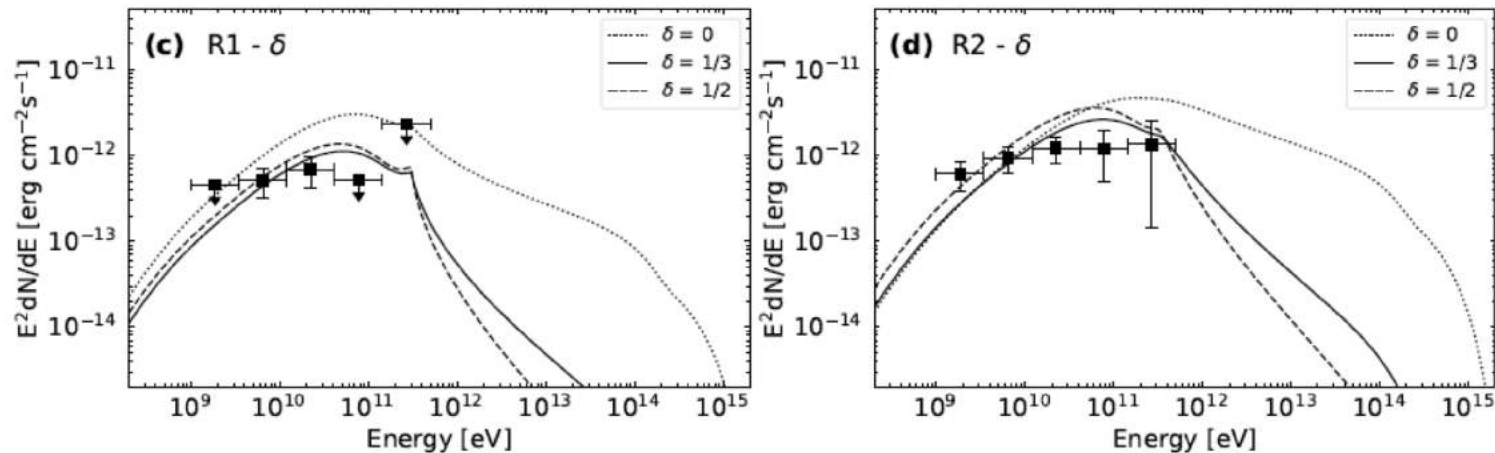 (c) R1 - δ
δ = 0
δ = 1/3
δ = 1/2
E²dN/dE [erg cm⁻²s⁻¹]
10⁻¹¹
10⁻¹²
10⁻¹³
10⁻¹⁴
10⁹ 10¹⁰ 10¹¹ 10¹² 10¹³ 10¹⁴ 10¹⁵
Energy [eV]
(d) R2 - δ
δ = 0
δ = 1/3
δ = 1/2
E²dN/dE [erg cm⁻²s⁻¹]
10⁻¹¹
10⁻¹²
10⁻¹³
10⁻¹⁴
10⁹ 10¹⁰ 10¹¹ 10¹² 10¹³ 10¹⁴ 10¹⁵
Energy [eV]